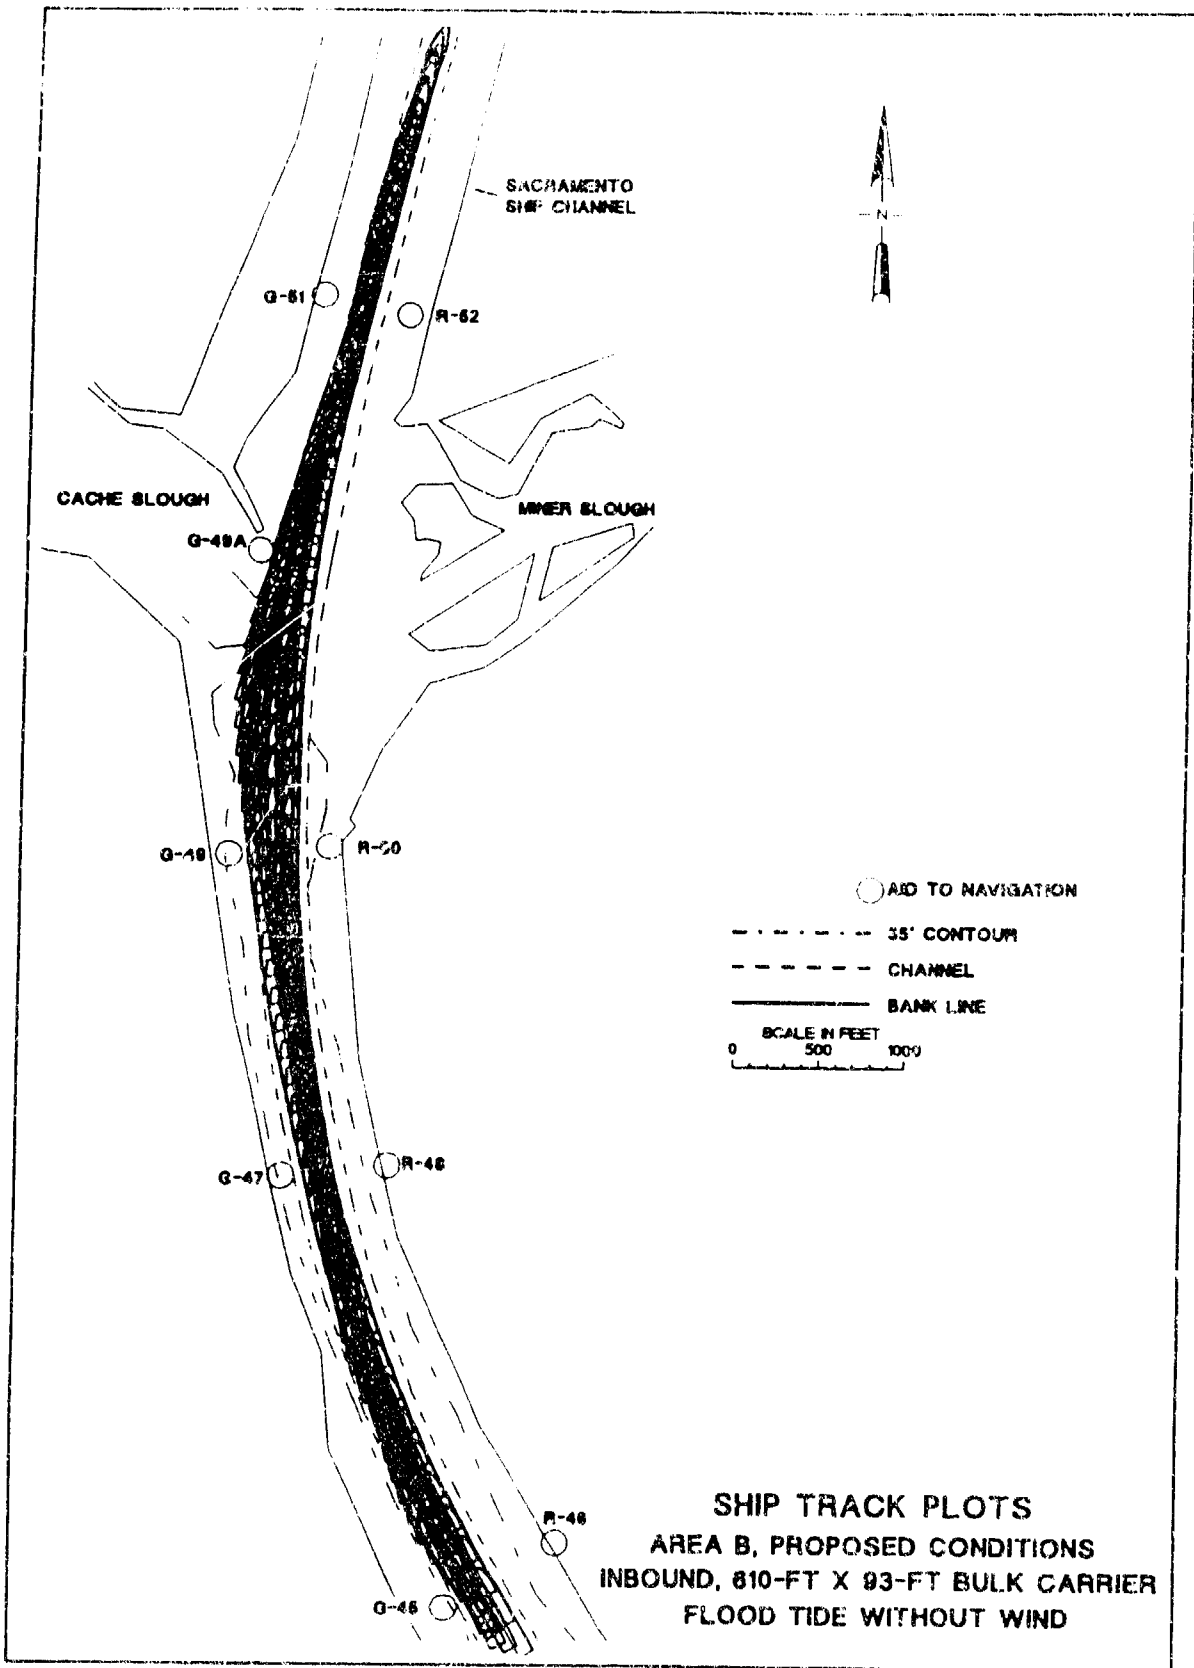 SACRAMENTO
SHIP CHANNEL
N
G-51
R-52
CACHE SLOUGH
MINER SLOUGH
G-49A
G-49
R-50
AID TO NAVIGATION
35' CONTOUR
CHANNEL
BANK LINE
SCALE IN FEET
0 500 1000
G-47
R-48
R-46
G-45
SHIP TRACK PLOTS
AREA B, PROPOSED CONDITIONS
INBOUND, 610-FT X 93-FT BULK CARRIER
FLOOD TIDE WITHOUT WIND